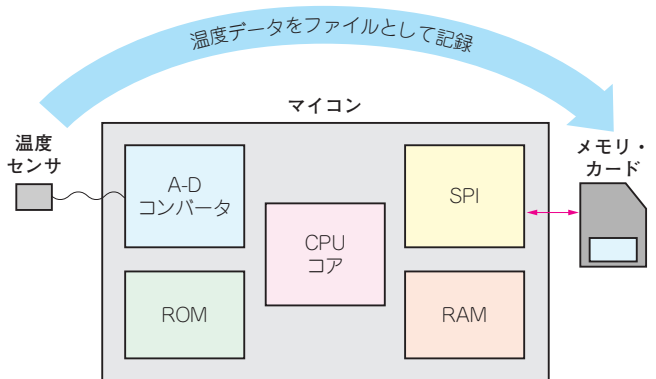 温度データをファイルとして記録
マイコン
温度
センサ
メモリ・
カード
A-D
コンバータ
SPI
CPU
コア
ROM
RAM